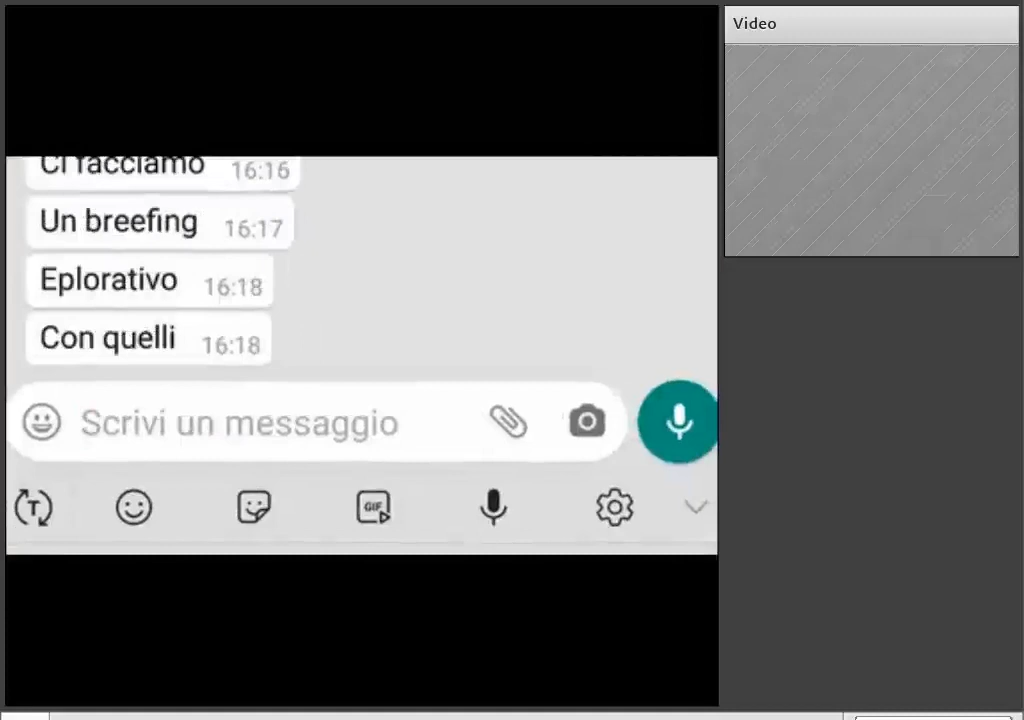 Video
Ci facciamo 16:16
Un breefing 16:17
Eplorativo 16:18
Con quelli 16:18
Scrivi un messaggio
T
GIF